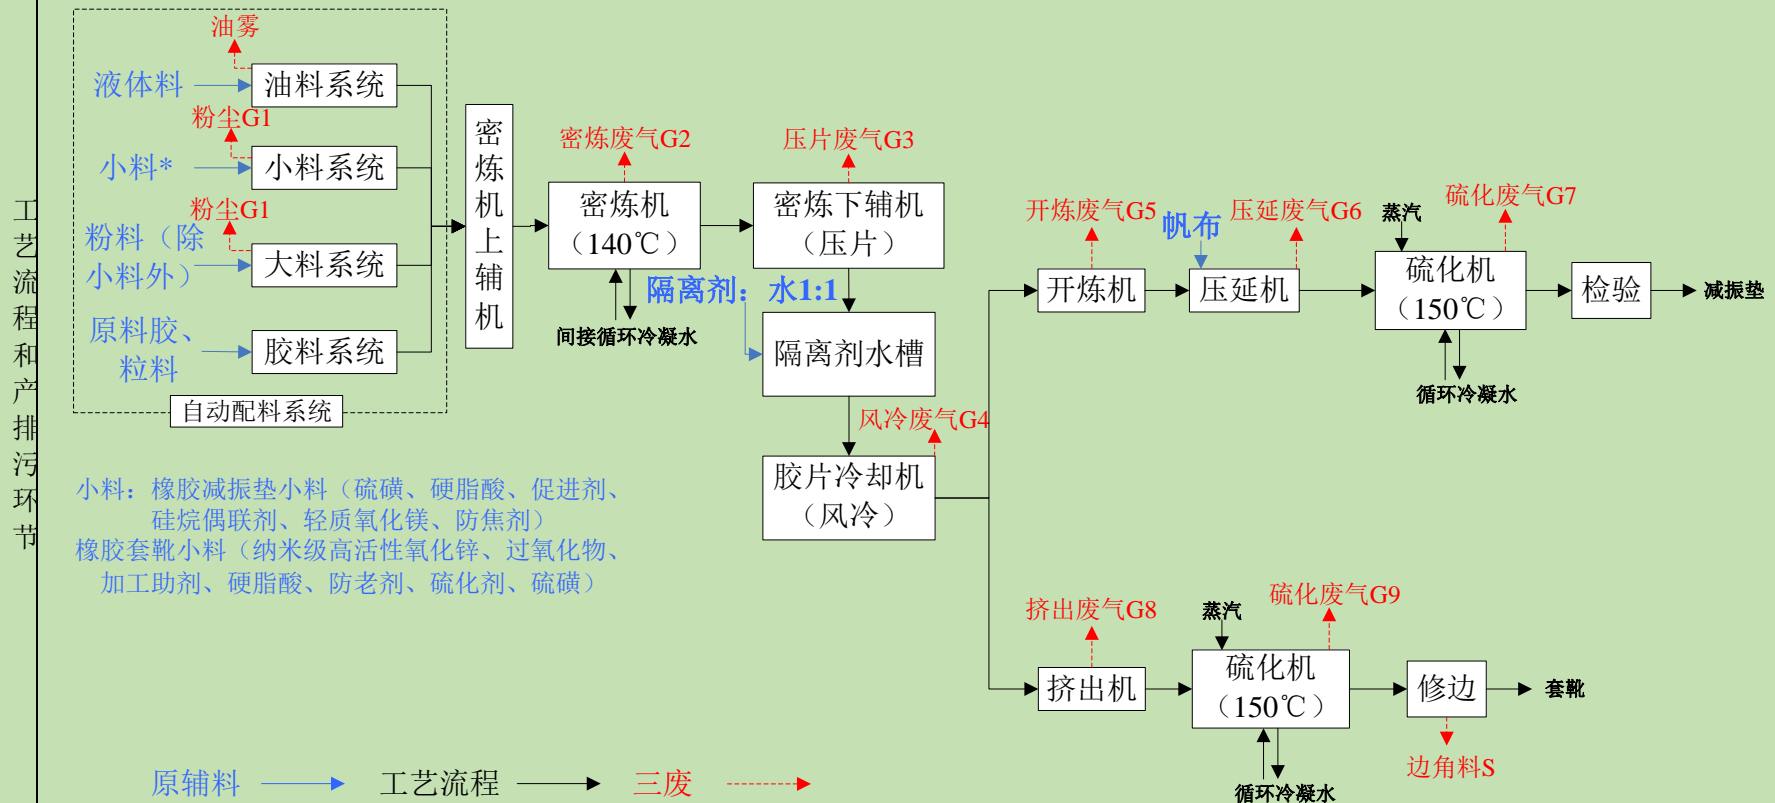 工
艺
流
程
和
产
排
污
环
节
油雾
液体料
油料系统
粉尘G1
小料*
小料系统
粉尘G1
粉料（除
小料外）
大料系统
原料胶、
粒料
胶料系统
自动配料系统
密
炼
机
上
辅
机
密炼废气G2
密炼机
（140℃）
间接循环冷凝水
压片废气G3
密炼下辅机
（压片）
隔离剂：水1:1
隔离剂水槽
风冷废气G4
胶片冷却机
（风冷）
开炼废气G5
开炼机
帆布
压延废气G6
压延机
蒸汽
硫化废气G7
硫化机
（150℃）
循环冷凝水
检验
减振垫
挤出废气G8
挤出机
蒸汽
硫化废气G9
硫化机
（150℃）
循环冷凝水
修边
套靴
边角料S
小料：橡胶减振垫小料（硫磺、硬脂酸、促进剂、
硅烷偶联剂、轻质氧化镁、防焦剂）
橡胶套靴小料（纳米级高活性氧化锌、过氧化物、
加工助剂、硬脂酸、防老剂、硫化剂、硫磺）
原辅料
工艺流程
三废